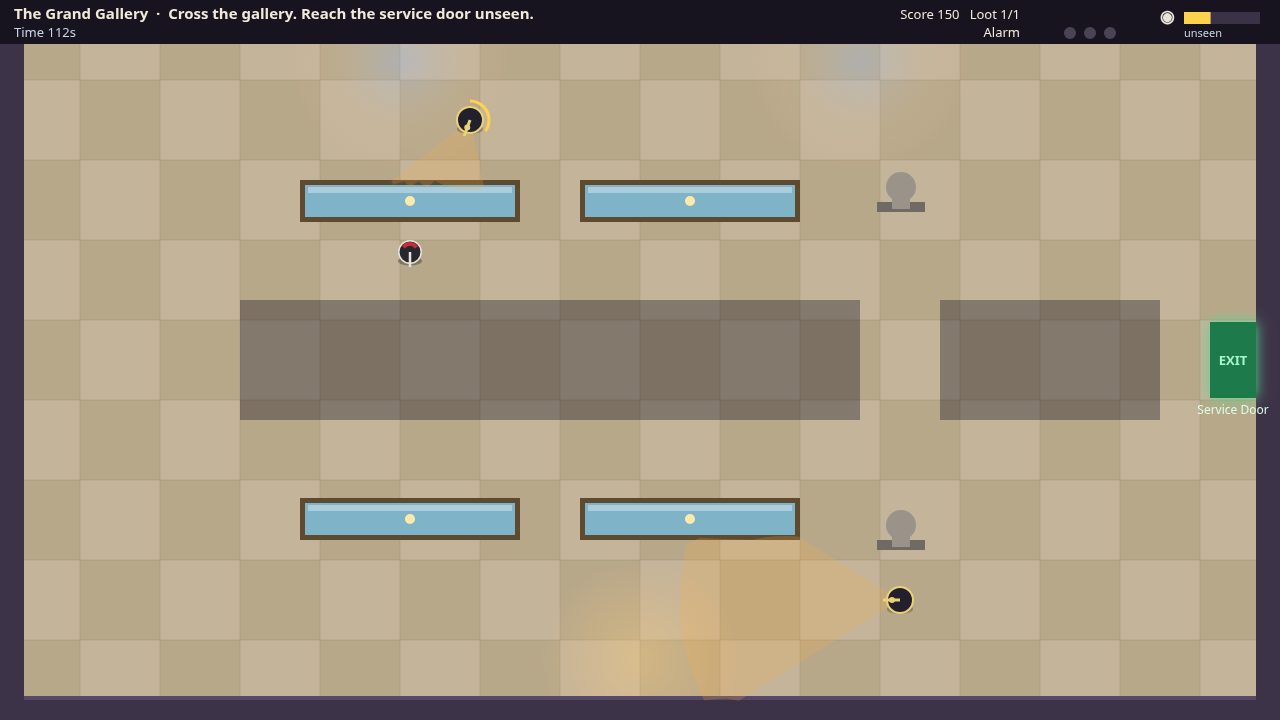 The Grand Gallery · Cross the gallery. Reach the service door unseen.
Time 112s
Score 150 Loot 1/1
Alarm
unseen
EXIT
Service Door